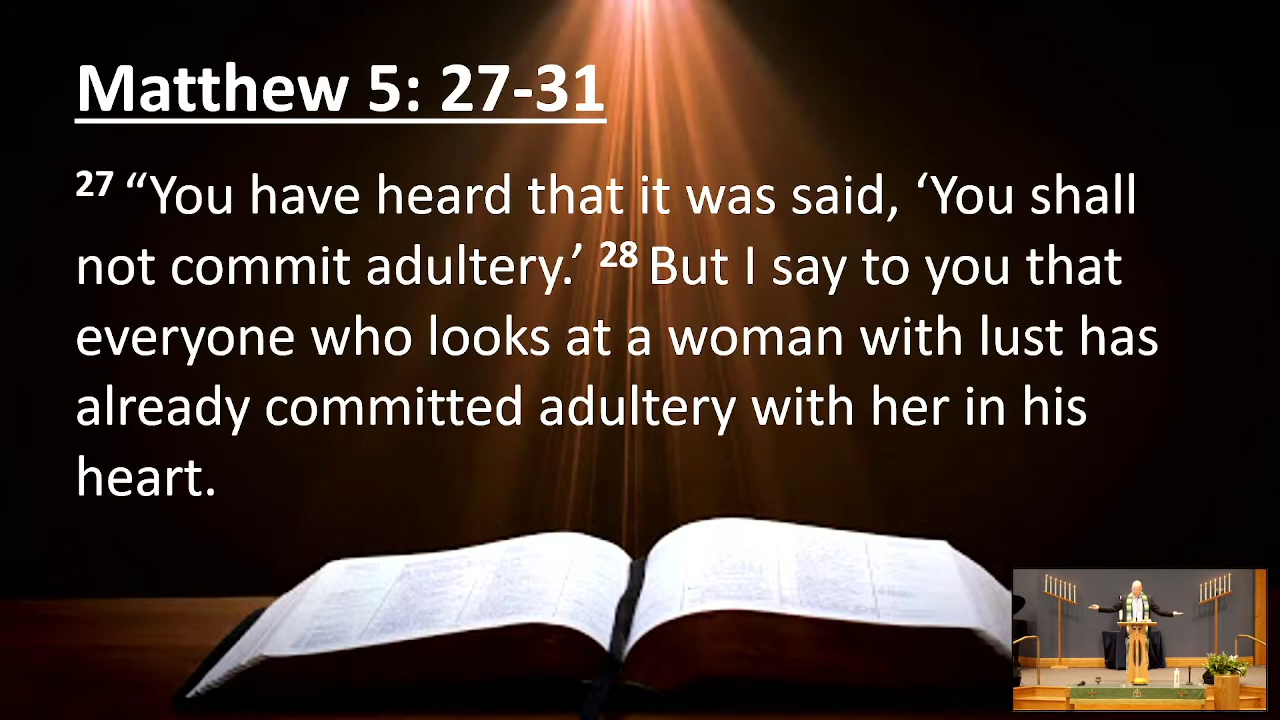 Matthew 5: 27-31
27 “You have heard that it was said, ‘You shall
not commit adultery.’ 28 But I say to you that
everyone who looks at a woman with lust has
already committed adultery with her in his
heart.